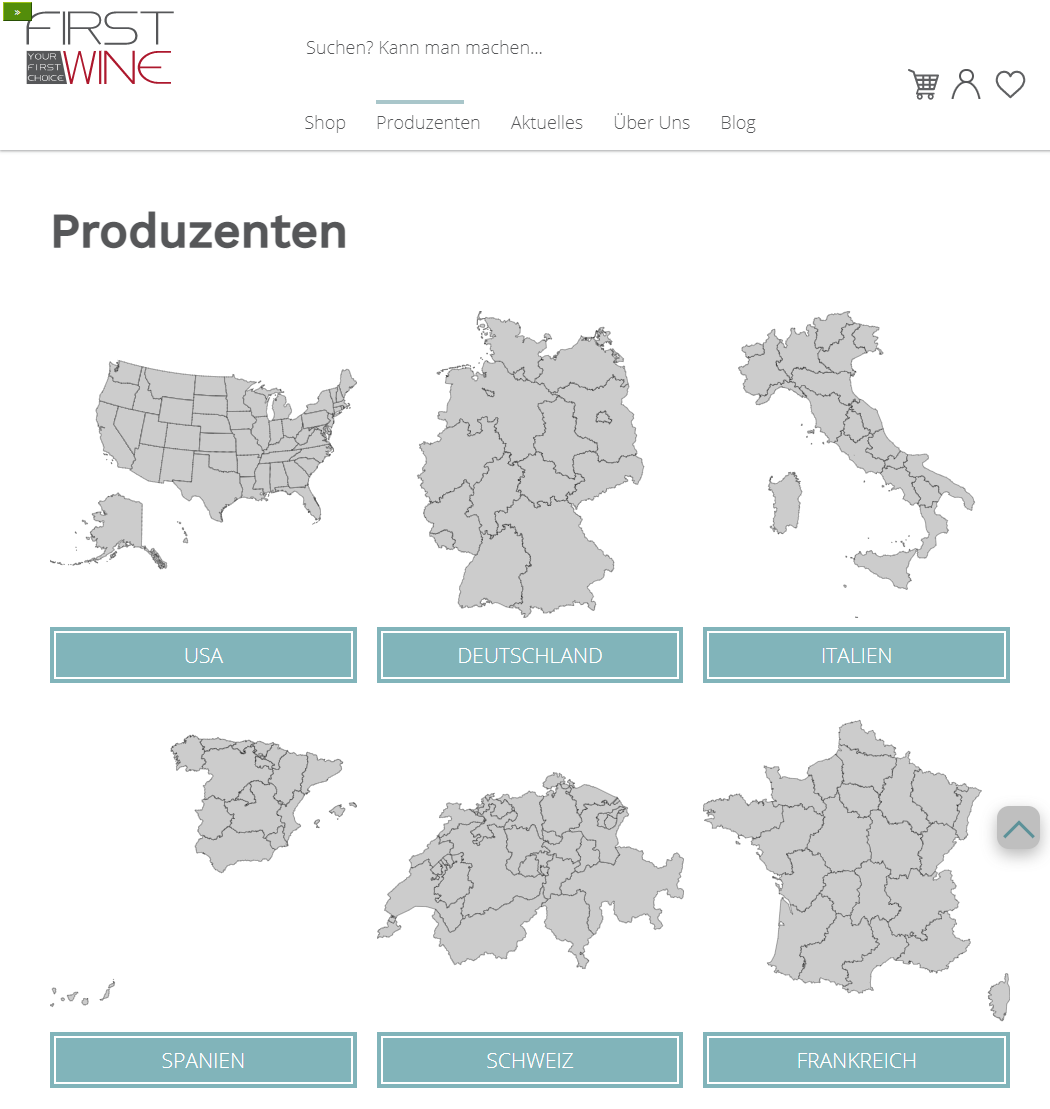 »
FIRST
YOUR
FIRST
CHOICE
WINE
Suchen? Kann man machen...
Shop Produzenten Aktuelles Über Uns Blog
Produzenten
USA DEUTSCHLAND ITALIEN
SPANIEN SCHWEIZ FRANKREICH